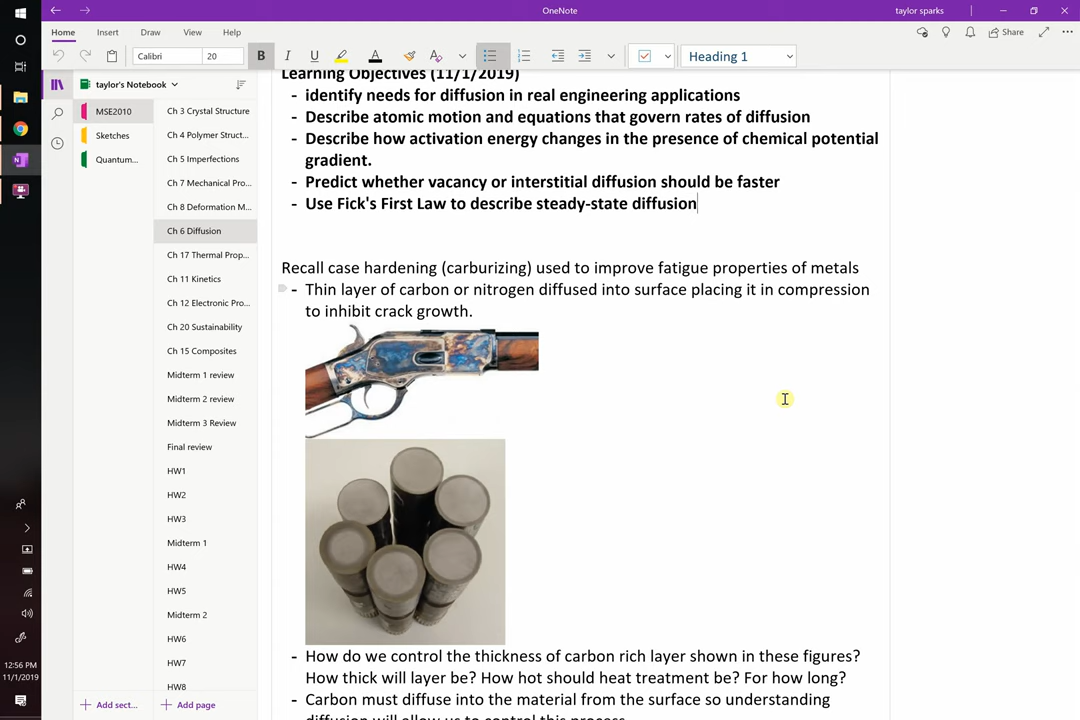 OneNote
taylor sparks
Home Insert Draw View Help
Share
Calibri 20 B I U A A Heading 1
taylor's Notebook
MSE2010
Sketches
Quantum...
Ch 3 Crystal Structure
Ch 4 Polymer Struct...
Ch 5 Imperfections
Ch 7 Mechanical Pro...
Ch 8 Deformation M...
Ch 6 Diffusion
Ch 17 Thermal Prop...
Ch 11 Kinetics
Ch 12 Electronic Pro...
Ch 20 Sustainability
Ch 15 Composites
Midterm 1 review
Midterm 2 review
Midterm 3 Review
Final review
HW1
HW2
HW3
Midterm 1
HW4
HW5
Midterm 2
HW6
HW7
HW8
+ Add sect...
+ Add page
12:56 PM
11/1/2019
Learning Objectives (11/1/2019)
- identify needs for diffusion in real engineering applications
- Describe atomic motion and equations that govern rates of diffusion
- Describe how activation energy changes in the presence of chemical potential
gradient.
- Predict whether vacancy or interstitial diffusion should be faster
- Use Fick's First Law to describe steady-state diffusion
Recall case hardening (carburizing) used to improve fatigue properties of metals
- Thin layer of carbon or nitrogen diffused into surface placing it in compression
to inhibit crack growth.
- How do we control the thickness of carbon rich layer shown in these figures?
How thick will layer be? How hot should heat treatment be? For how long?
- Carbon must diffuse into the material from the surface so understanding
diffusion will allow us to control this process